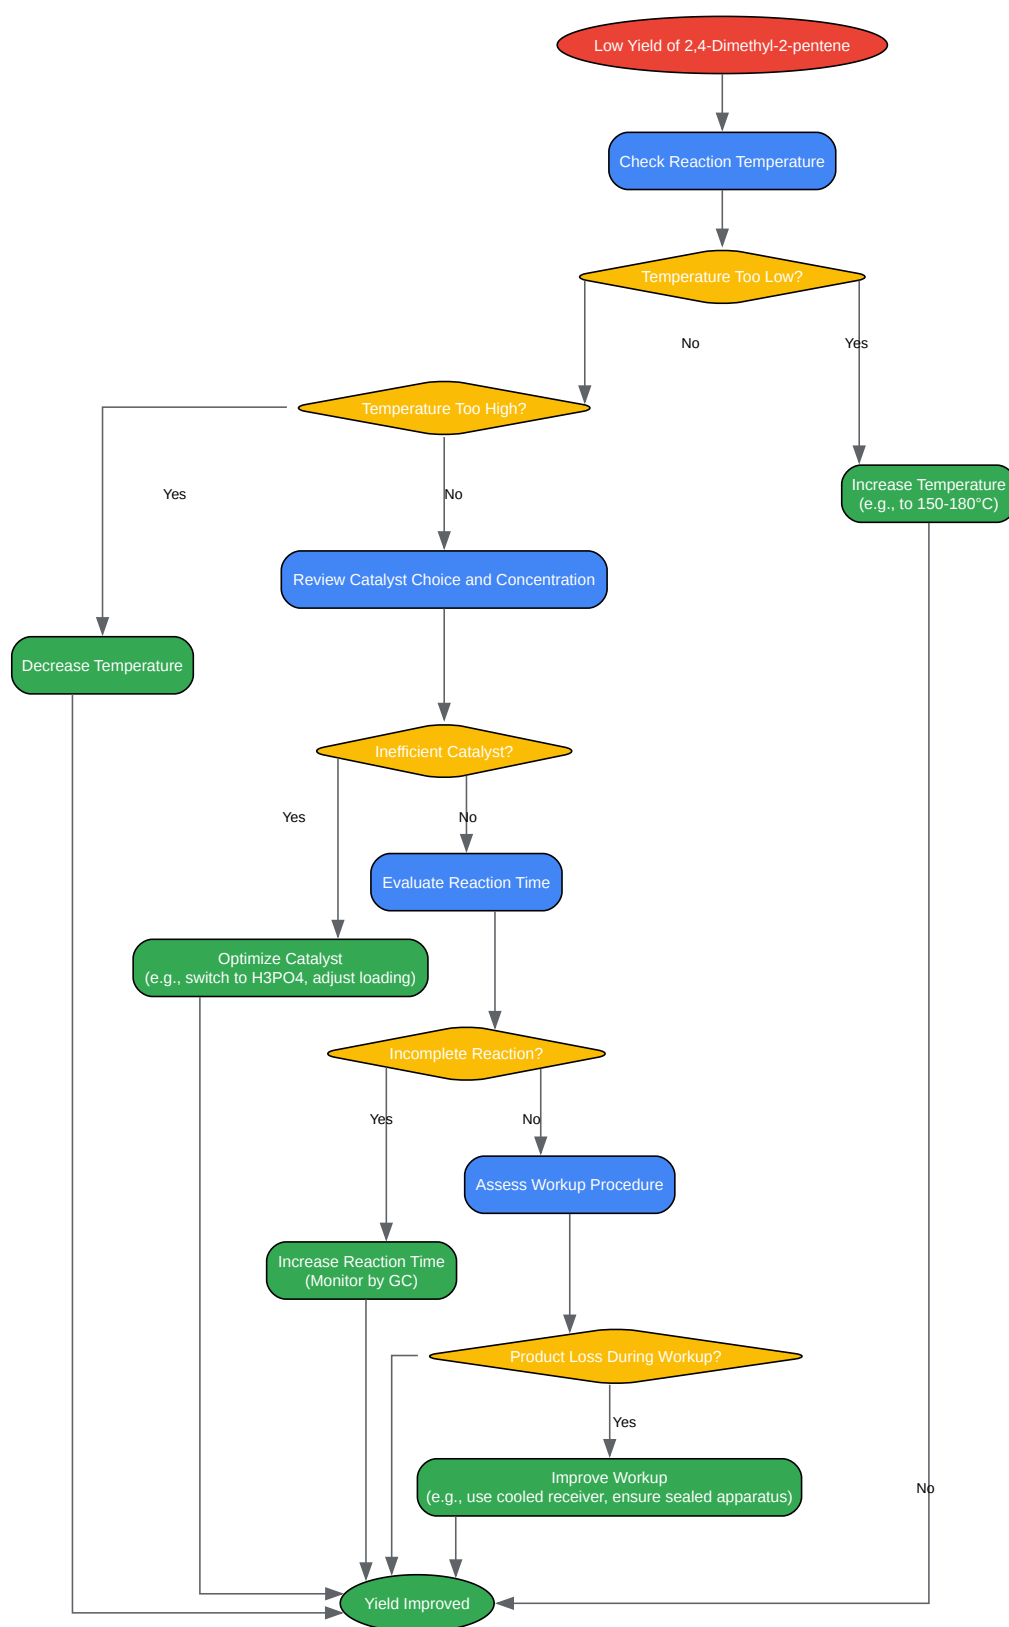 Low Yield of 2,4-Dimethyl-2-pentene
Check Reaction Temperature
Temperature Too Low?
No
Yes
Temperature Too High?
Yes
No
Increase Temperature
(e.g., to 150-180°C)
Review Catalyst Choice and Concentration
Decrease Temperature
Inefficient Catalyst?
Yes
No
Evaluate Reaction Time
Optimize Catalyst
(e.g., switch to H3PO4, adjust loading)
Incomplete Reaction?
Yes
No
Assess Workup Procedure
Increase Reaction Time
(Monitor by GC)
Product Loss During Workup?
Yes
Improve Workup
(e.g., use cooled receiver, ensure sealed apparatus)
No
Yield Improved